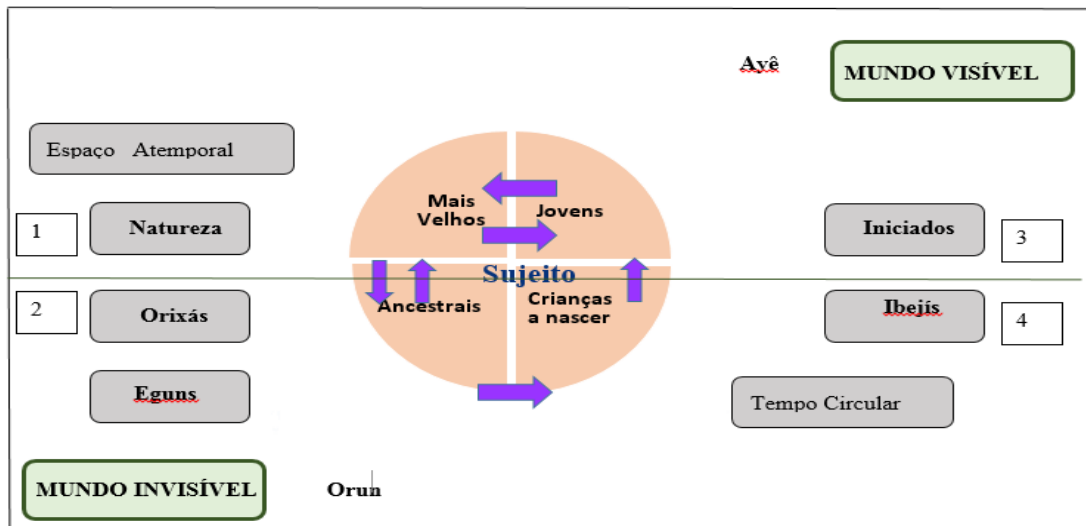 Ayê
MUNDO VISÍVEL
Espaço Atemporal
Mais
Velhos
Jovens
1
Natureza
Iniciados
3
Sujeito
2
Orixás
Ancestrais
Crianças
a nascer
Ibejís
4
Eguns
Tempo Circular
MUNDO INVISÍVEL
Orun